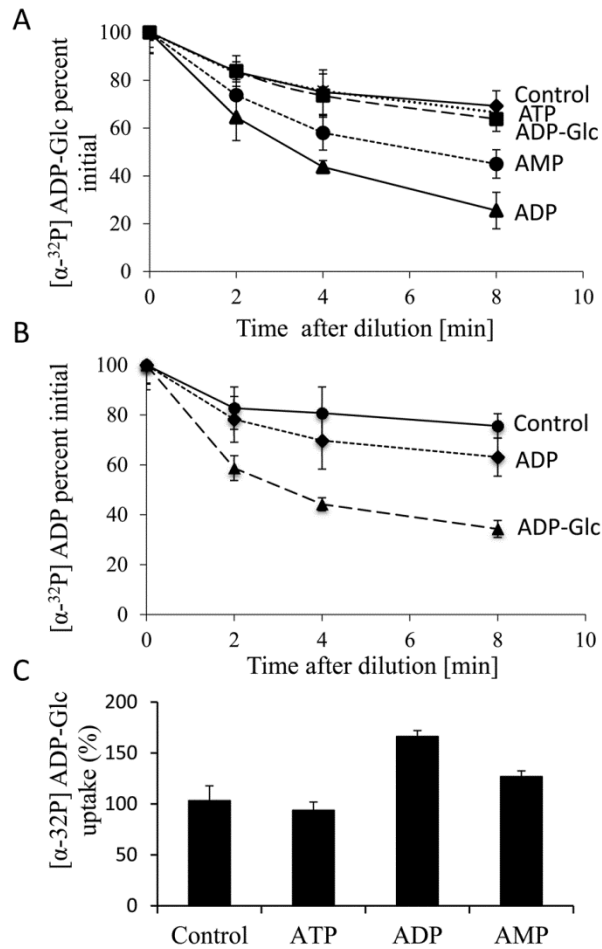 A
[α-³²P] ADP-Glc percent
initial
100
80
60
40
20
0
Control
ATP
ADP-Glc
AMP
ADP
0 2 4 6 8 10
Time after dilution [min]
B
[α-³²P] ADP percent initial
100
80
60
40
20
0
Control
ADP
ADP-Glc
0 2 4 6 8 10
Time after dilution [min]
C
[α-32P] ADP-Glc
uptake (%)
200
150
100
50
0
Control ATP ADP AMP